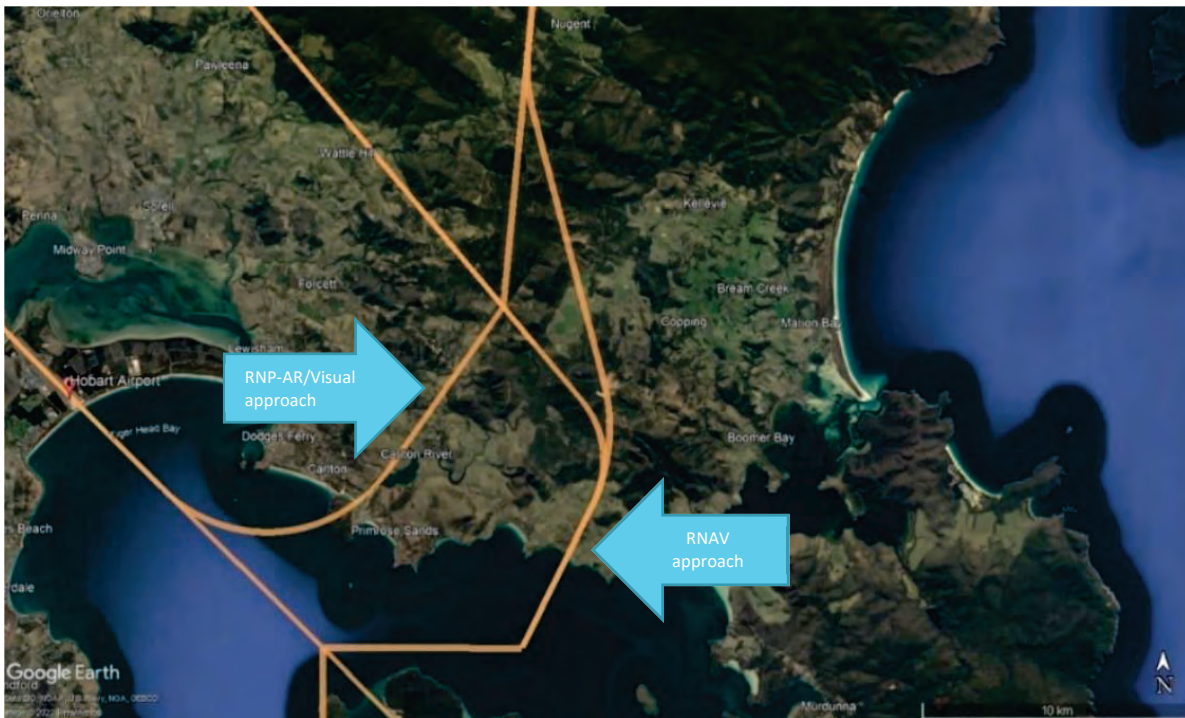 Orielton
Nugent
Pawleena
Wattle Hill
Kellevie
Sorell
Penna
Midway Point
Forcett
Bream Creek
Copping
Marion Bay
Lewisham
Hobart Airport
RNP-AR/Visual
approach
Tiger Head Bay
Dodges Ferry
Boomer Bay
Carlton River
Carlton
Primrose Sands
RNAV
approach
Beach
dale
Google Earth
N
Murdunna
10 km